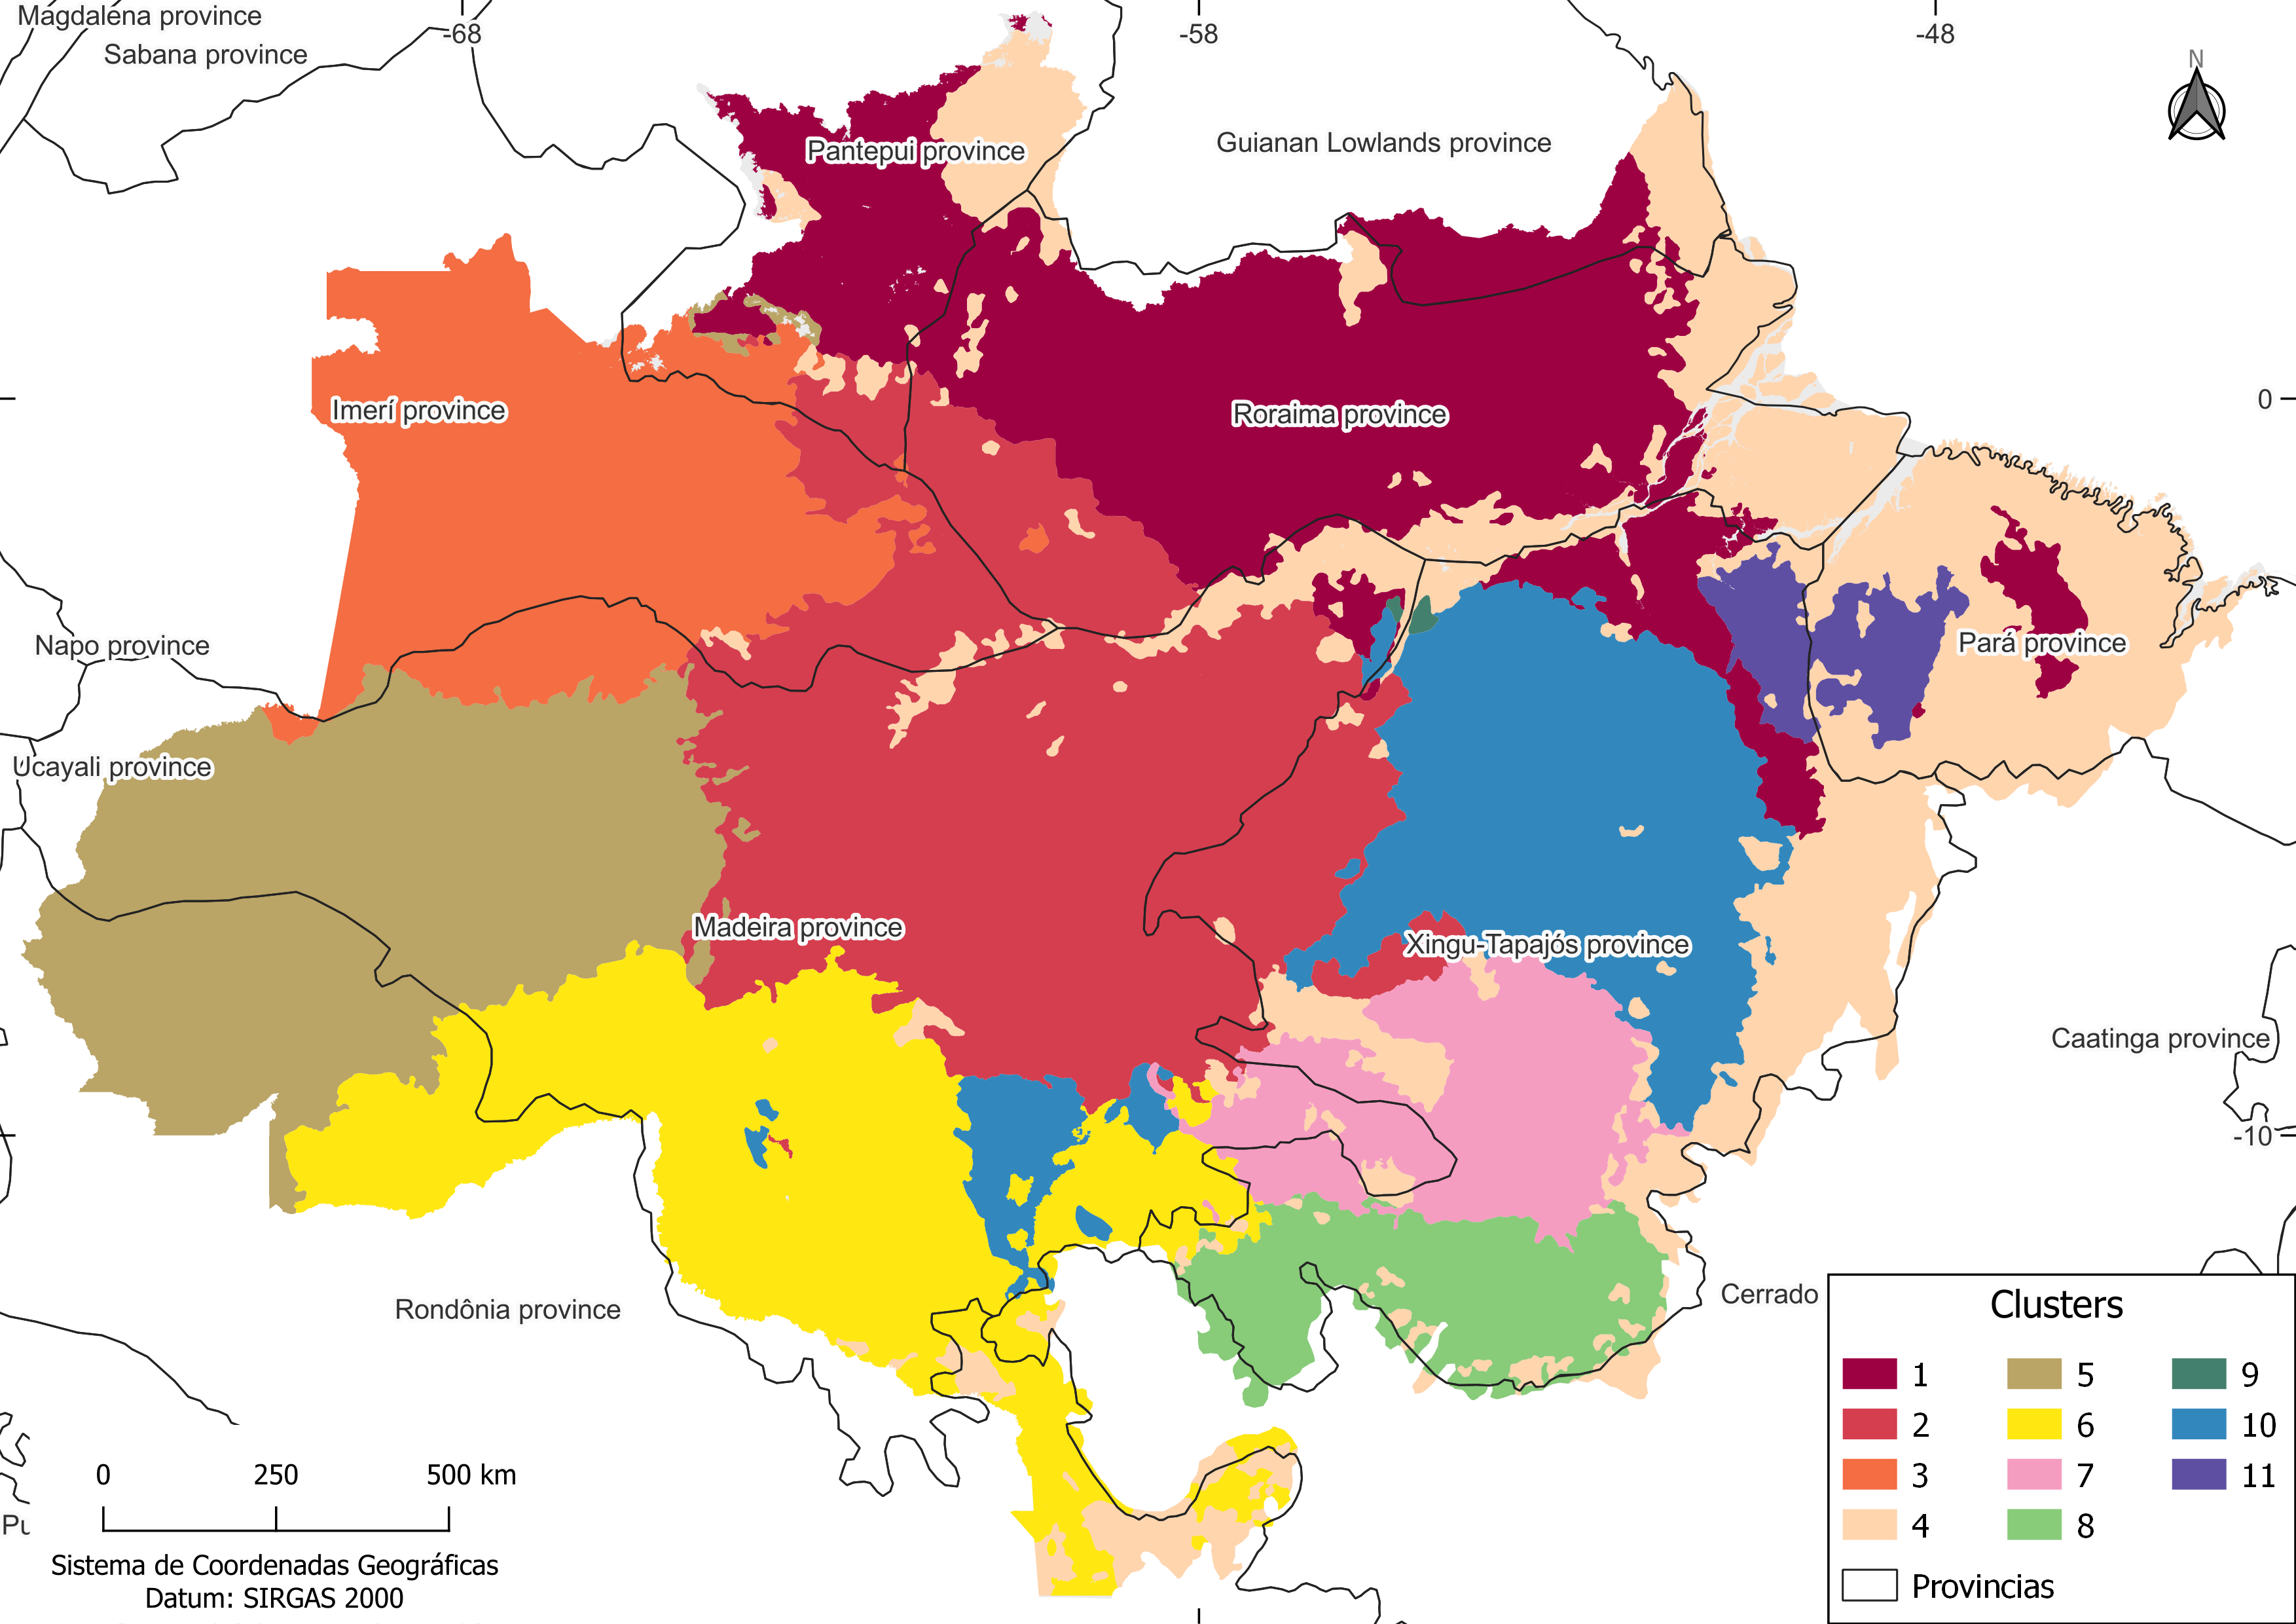 Magdalena province
Sabana province
-68
-58
-48
N
Pantepui province
Guianan Lowlands province
Imerí province
Roraima province
0
Napo province
Pará province
Ucayali province
Madeira province
Xingu-Tapajós province
Caatinga province
-10
Rondônia province
Cerrado
Clusters
1
2
3
4
5
6
7
8
9
10
11
Provincias
0 250 500 km
Sistema de Coordenadas Geográficas
Datum: SIRGAS 2000